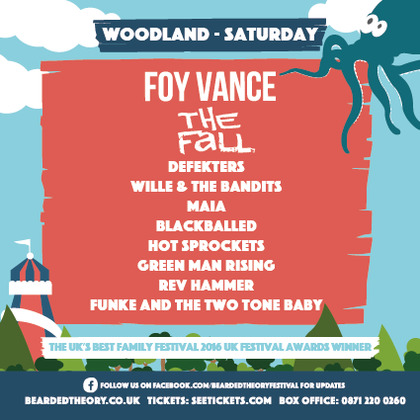 WOODLAND - SATURDAY
FOY VANCE
THE
FALL
DEFEKTERS
WILLE & THE BANDITS
MAIA
BLACKBALLED
HOT SPROCKETS
GREEN MAN RISING
REV HAMMER
FUNKE AND THE TWO TONE BABY
THE UK'S BEST FAMILY FESTIVAL 2016 UK FESTIVAL AWARDS WINNER
f FOLLOW US ON FACEBOOK.COM/BEARDEDTHEORYFESTIVAL FOR UPDATES
BEARDEDTHEORY.CO.UK TICKETS: SEETICKETS.COM BOX OFFICE: 0871 220 0260